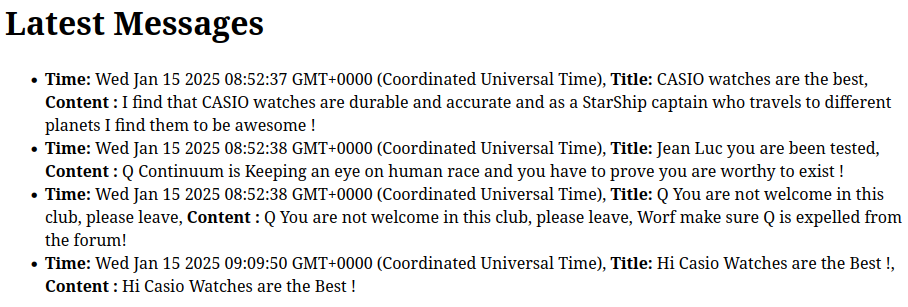 Latest Messages
• Time: Wed Jan 15 2025 08:52:37 GMT+0000 (Coordinated Universal Time), Title: CASIO watches are the best,
Content : I find that CASIO watches are durable and accurate and as a StarShip captain who travels to different
planets I find them to be awesome !
• Time: Wed Jan 15 2025 08:52:38 GMT+0000 (Coordinated Universal Time), Title: Jean Luc you are been tested,
Content : Q Continuum is Keeping an eye on human race and you have to prove you are worthy to exist !
• Time: Wed Jan 15 2025 08:52:38 GMT+0000 (Coordinated Universal Time), Title: Q You are not welcome in this
club, please leave, Content : Q You are not welcome in this club, please leave, Worf make sure Q is expelled from
the forum!
• Time: Wed Jan 15 2025 09:09:50 GMT+0000 (Coordinated Universal Time), Title: Hi Casio Watches are the Best !,
Content : Hi Casio Watches are the Best !